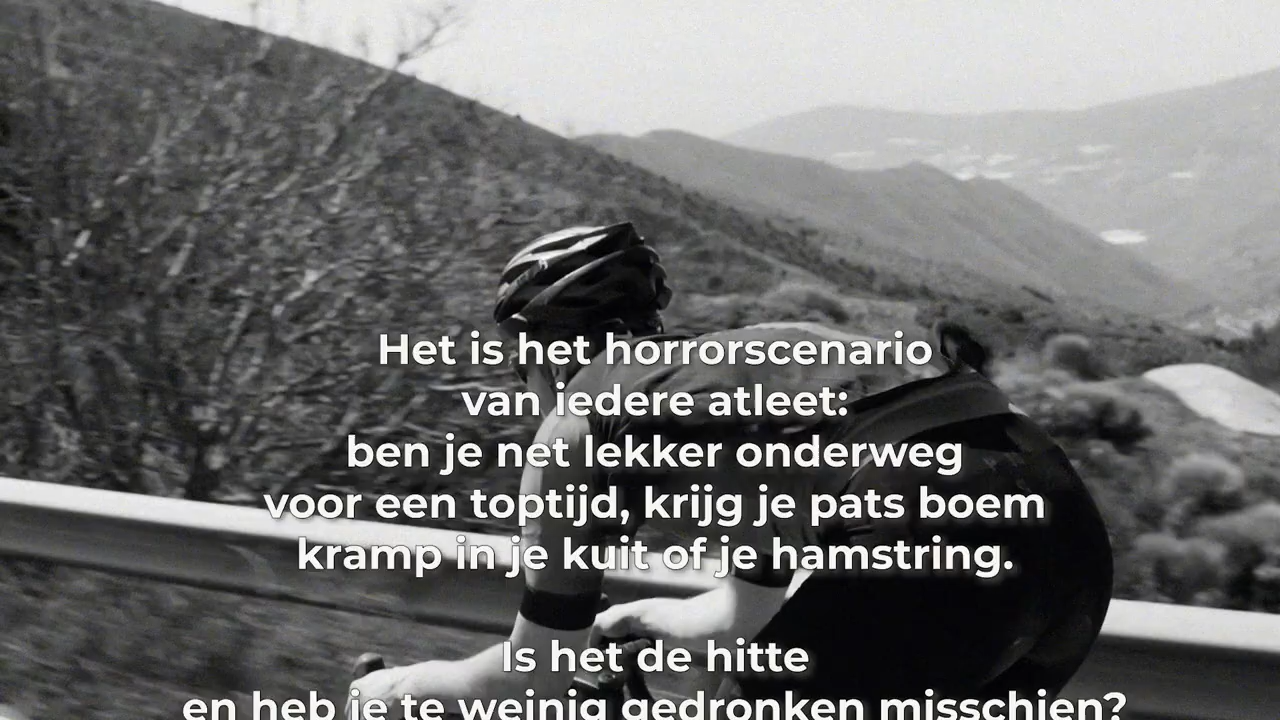 Het is het horrorscenario
van iedere atleet:
ben je net lekker onderweg
voor een toptijd, krijg je pats boem
kramp in je kuit of je hamstring.
Is het de hitte
en heb je te weinig gedronken misschien?